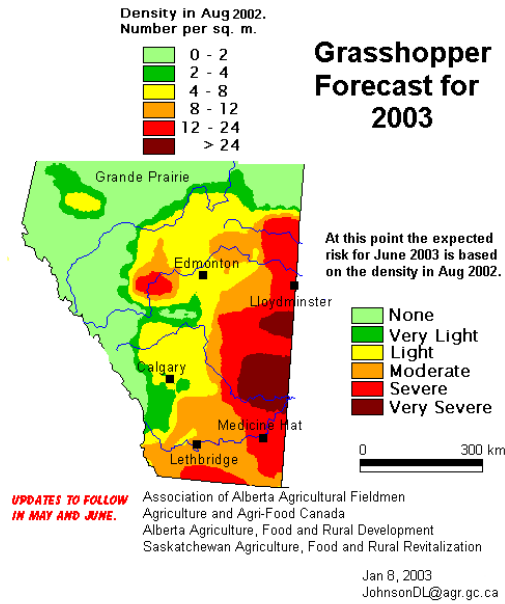 Density in Aug 2002.
Number per sq. m.
0 - 2
2 - 4
4 - 8
8 - 12
12 - 24
> 24
Grasshopper
Forecast for
2003
Grande Prairie
Edmonton
Lloydminster
Calgary
Medicine Hat
Lethbridge
At this point the expected
risk for June 2003 is based
on the density in Aug 2002.
None
Very Light
Light
Moderate
Severe
Very Severe
0 300 km
UPDATES TO FOLLOW
IN MAY AND JUNE.
Association of Alberta Agricultural Fieldmen
Agriculture and Agri-Food Canada
Alberta Agriculture, Food and Rural Development
Saskatchewan Agriculture, Food and Rural Revitalization
Jan 8, 2003
JohnsonDL@agr.gc.ca